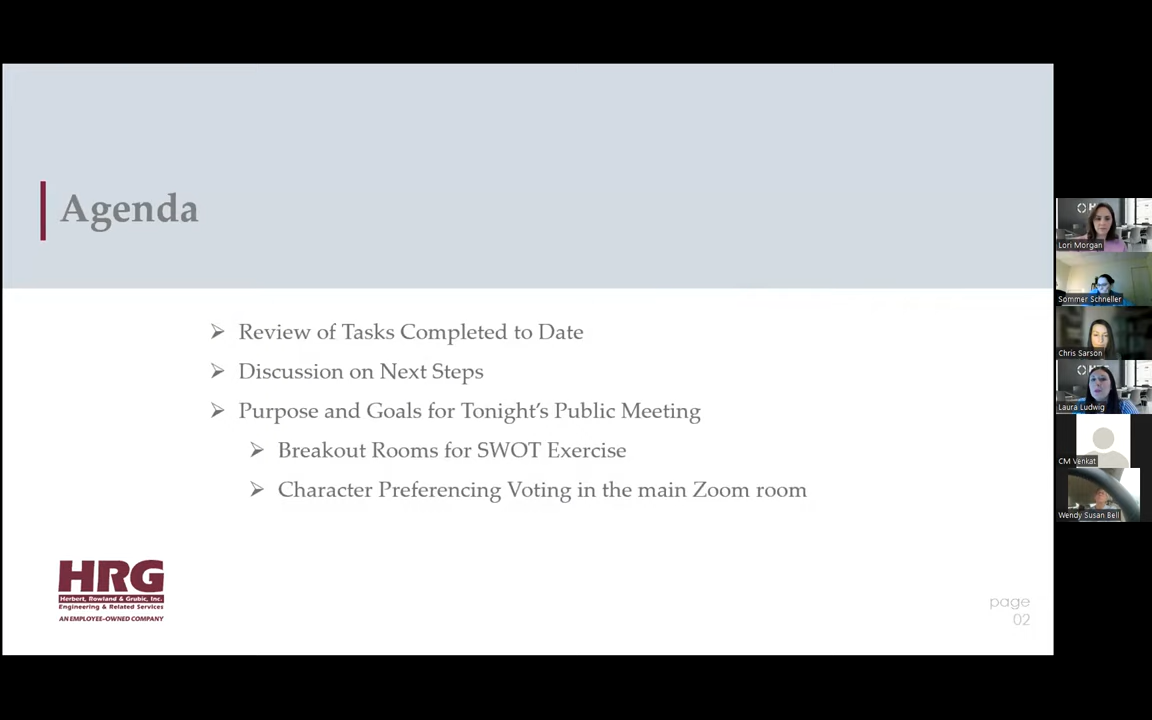 Agenda
➢ Review of Tasks Completed to Date
➢ Discussion on Next Steps
➢ Purpose and Goals for Tonight's Public Meeting
➢ Breakout Rooms for SWOT Exercise
➢ Character Preferencing Voting in the main Zoom room
HRG
Herbert, Rowland & Grubic, Inc.
Engineering & Related Services
AN EMPLOYEE-OWNED COMPANY
page
02
Lori Morgan
Sommer Schneller
Chris Sarson
Laura Ludwig
CM Venkat
Wendy Susan Bell